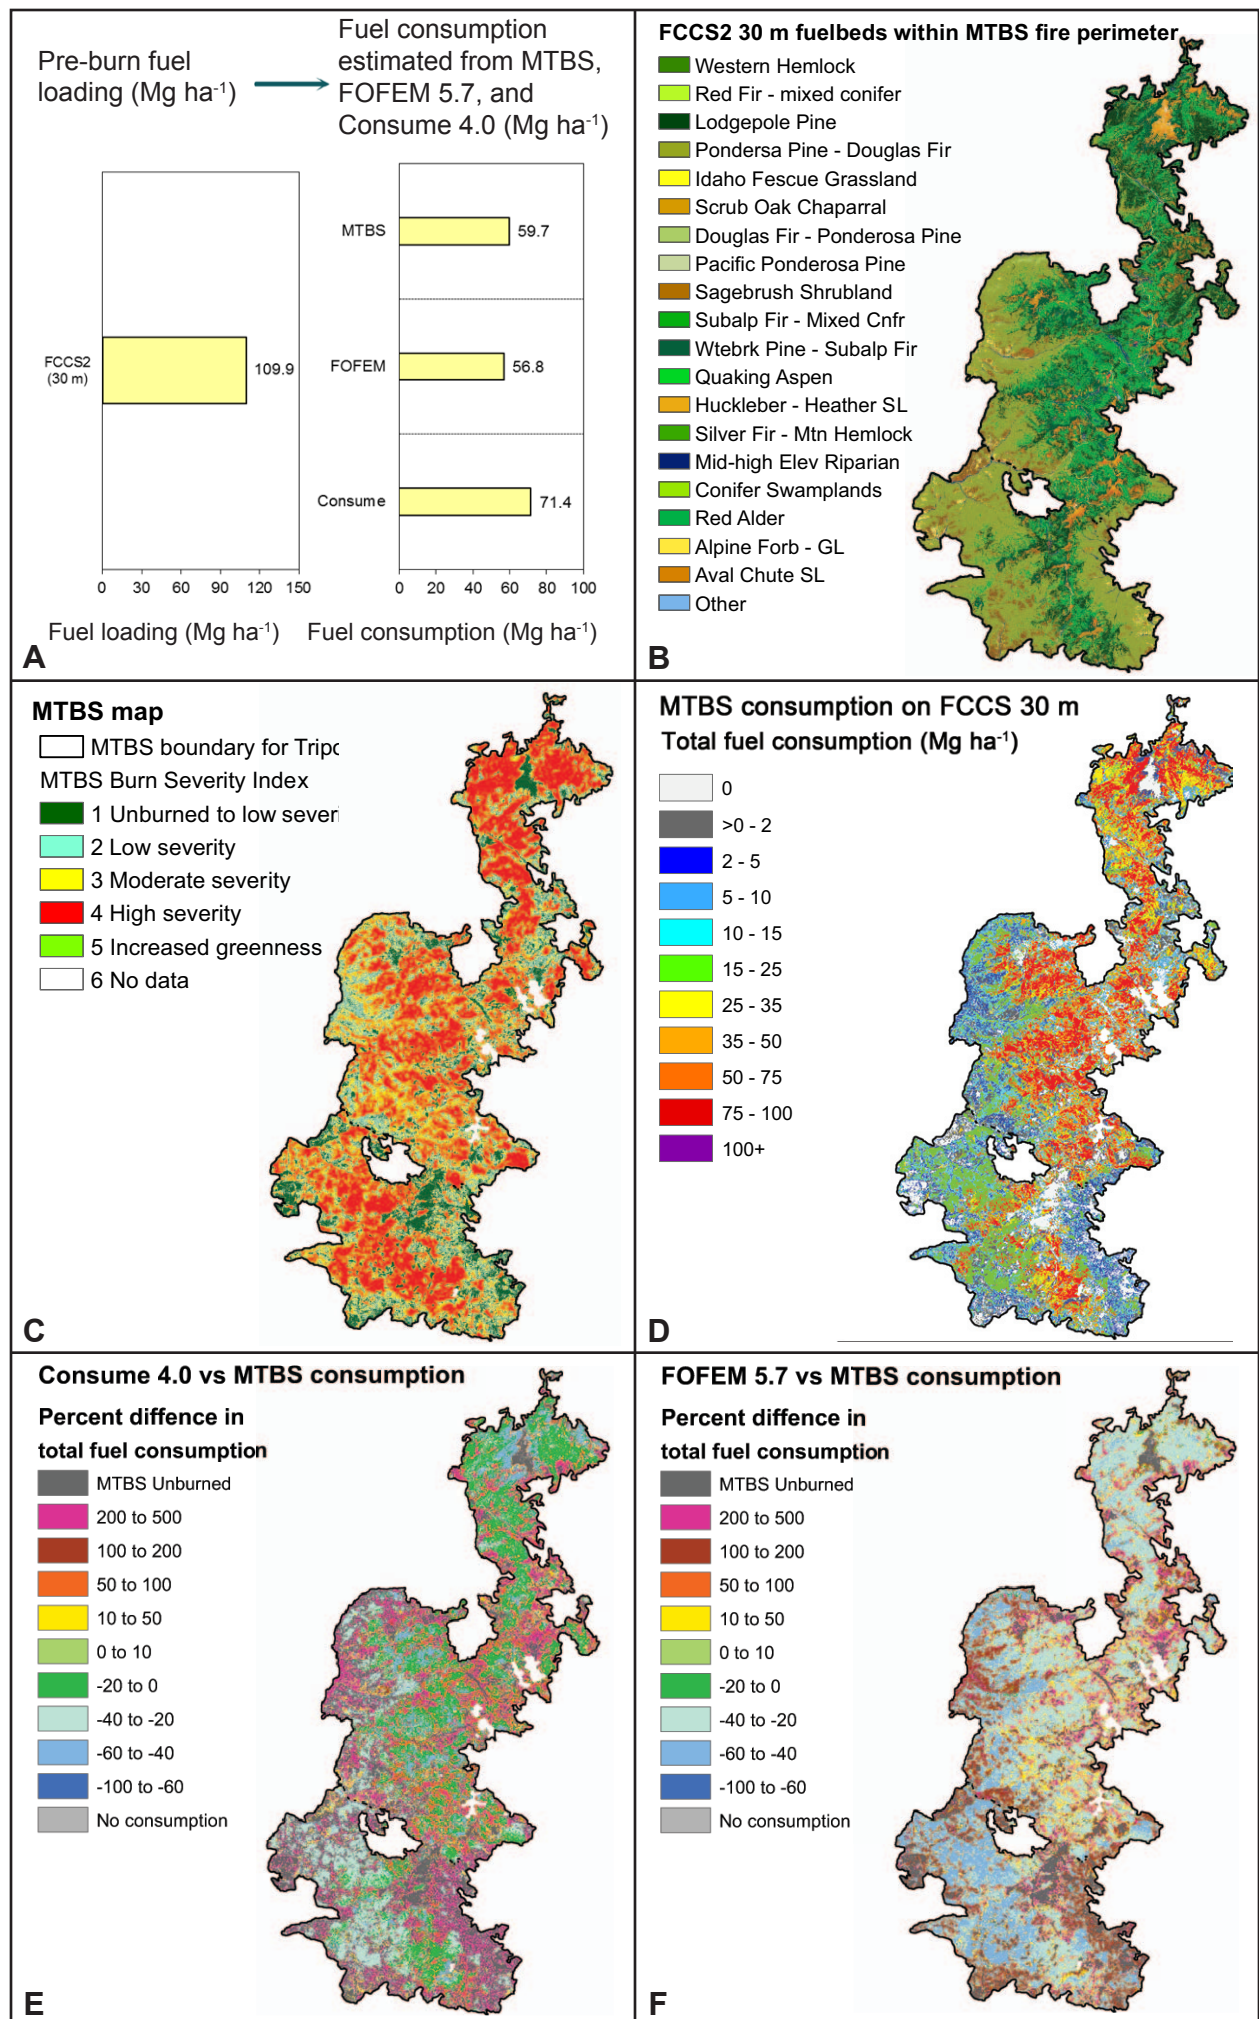 Pre-burn fuel
loading (Mg ha-1)
Fuel consumption
estimated from MTBS,
FOFEM 5.7, and
Consume 4.0 (Mg ha-1)
FCCS2
(30 m)
109.9
0 30 60 90 120 150
Fuel loading (Mg ha-1)
MTBS
59.7
FOFEM
56.8
Consume
71.4
0 20 40 60 80 100
Fuel consumption (Mg ha-1)
A
FCCS2 30 m fuelbeds within MTBS fire perimeter
Western Hemlock
Red Fir - mixed conifer
Lodgepole Pine
Pondersa Pine - Douglas Fir
Idaho Fescue Grassland
Scrub Oak Chaparral
Douglas Fir - Ponderosa Pine
Pacific Ponderosa Pine
Sagebrush Shrubland
Subalp Fir - Mixed Cnfr
Wtebrk Pine - Subalp Fir
Quaking Aspen
Huckleber - Heather SL
Silver Fir - Mtn Hemlock
Mid-high Elev Riparian
Conifer Swamplands
Red Alder
Alpine Forb - GL
Aval Chute SL
Other
B
MTBS map
MTBS boundary for Tripo
MTBS Burn Severity Index
1 Unburned to low severi
2 Low severity
3 Moderate severity
4 High severity
5 Increased greenness
6 No data
C
MTBS consumption on FCCS 30 m
Total fuel consumption (Mg ha-1)
0
>0 - 2
2 - 5
5 - 10
10 - 15
15 - 25
25 - 35
35 - 50
50 - 75
75 - 100
100+
D
Consume 4.0 vs MTBS consumption
Percent diffence in
total fuel consumption
MTBS Unburned
200 to 500
100 to 200
50 to 100
10 to 50
0 to 10
-20 to 0
-40 to -20
-60 to -40
-100 to -60
No consumption
E
FOFEM 5.7 vs MTBS consumption
Percent diffence in
total fuel consumption
MTBS Unburned
200 to 500
100 to 200
50 to 100
10 to 50
0 to 10
-20 to 0
-40 to -20
-60 to -40
-100 to -60
No consumption
F